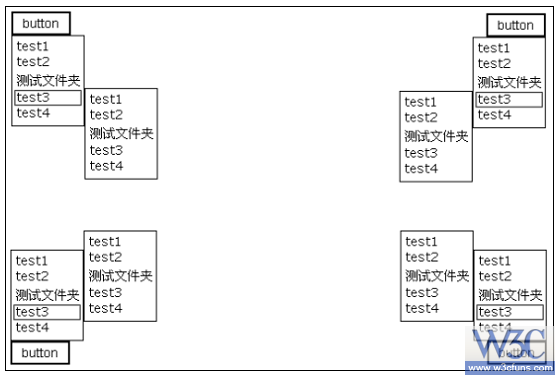 button
test1
test2
测试文件夹
test3
test4
test1
test2
测试文件夹
test3
test4
button
test1
test2
测试文件夹
test3
test4
test1
test2
测试文件夹
test3
test4
test1
test2
测试文件夹
test3
test4
button
test1
test2
测试文件夹
test3
test4
test1
test2
测试文件夹
test3
test4
test1
test2
测试文件夹
test3
test4
button
W3C
www.w3cfuns.com